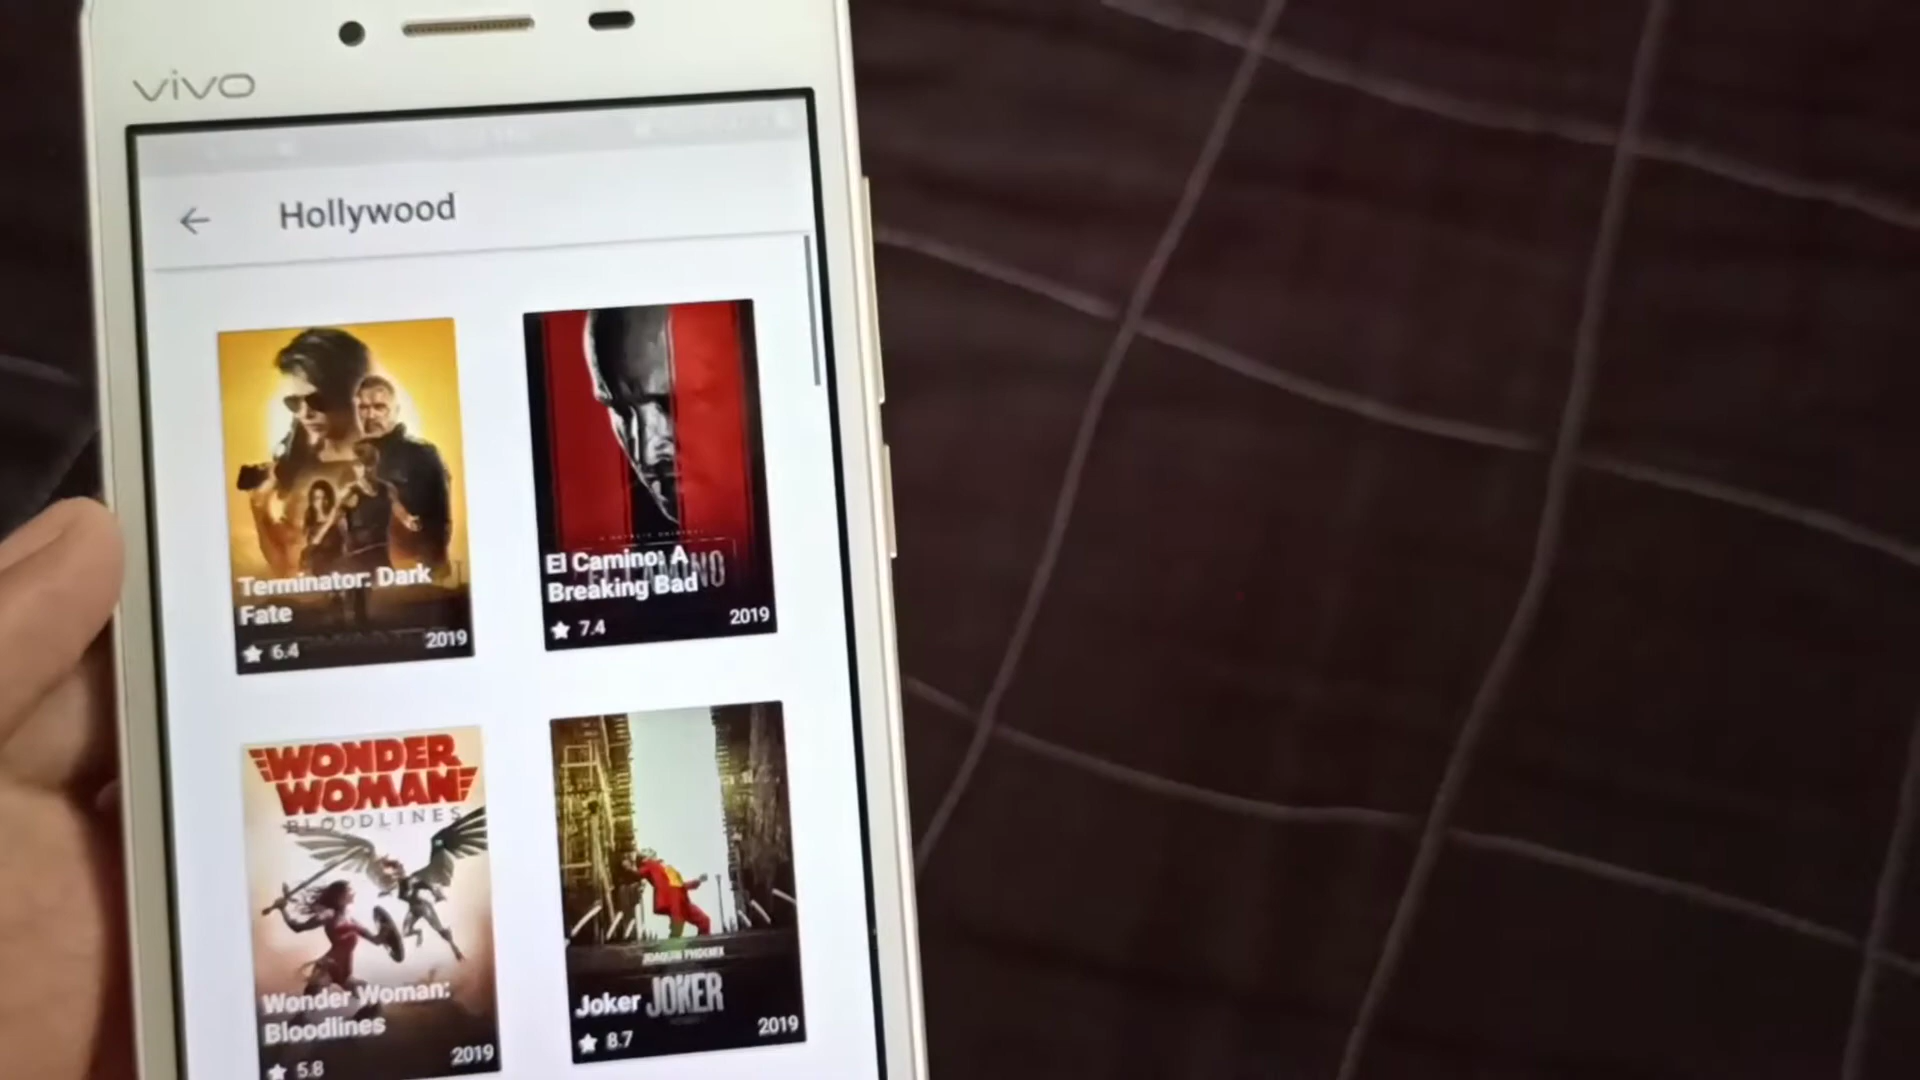 vivo
Hollywood
Terminator: Dark
Fate
6.4
2019
El Camino: A
Breaking Bad
7.4
2019
WONDER
WOMAN
BLOODLINES
Wonder Woman:
Bloodlines
5.8
2019
JOAQUIN PHOENIX
JOKER
Joker
8.7
2019